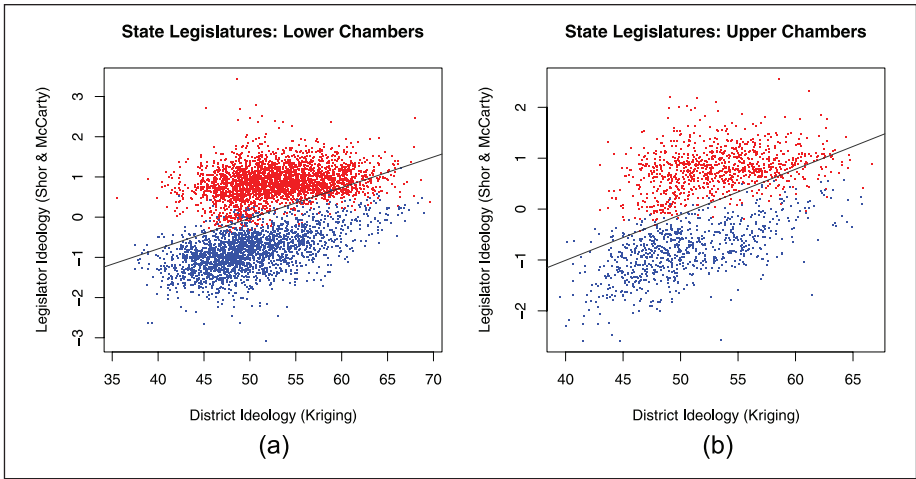 State Legislatures: Lower Chambers
Legislator Ideology (Shor & McCarty)
3
2
1
0
−1
−2
−3
35 40 45 50 55 60 65 70
District Ideology (Kriging)
(a)
State Legislatures: Upper Chambers
Legislator Ideology (Shor & McCarty)
2
1
0
−1
−2
40 45 50 55 60 65
District Ideology (Kriging)
(b)